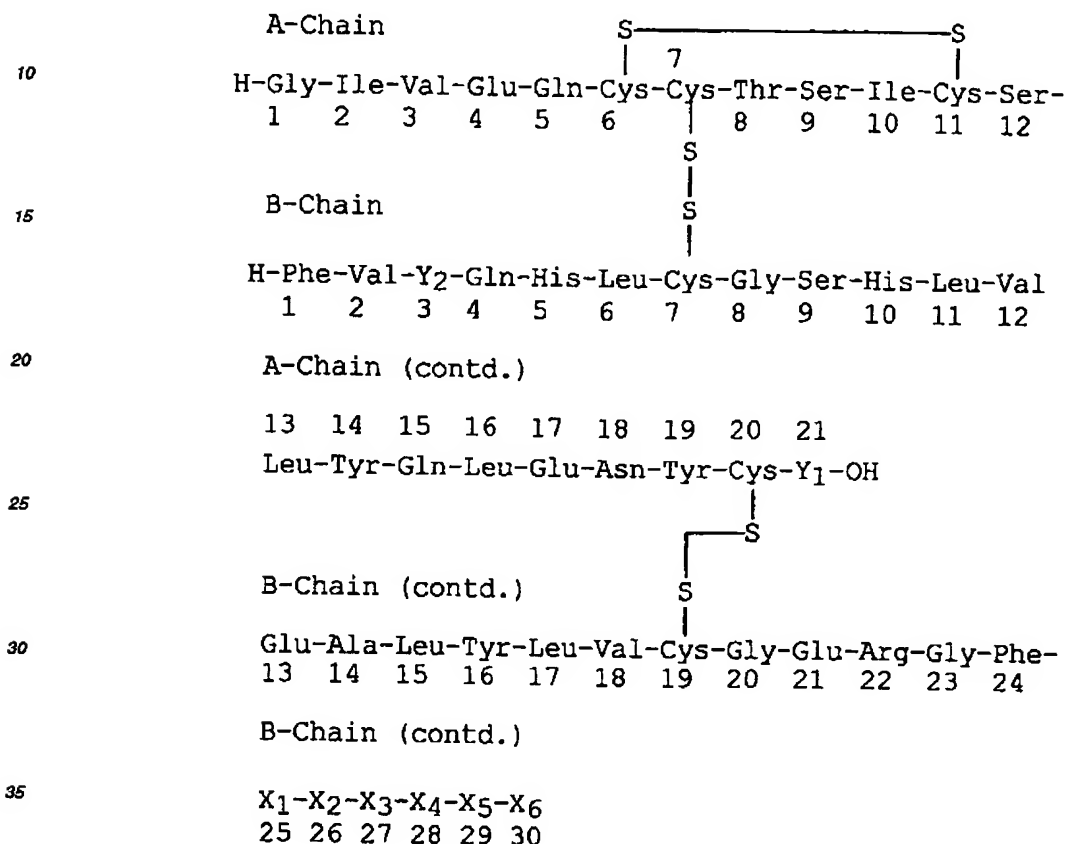 A-Chain
S S
7
10
H-Gly-Ile-Val-Glu-Gln-Cys-Cys-Thr-Ser-Ile-Cys-Ser-
1 2 3 4 5 6 8 9 10 11 12
S
15
B-Chain
S
H-Phe-Val-Y2-Gln-His-Leu-Cys-Gly-Ser-His-Leu-Val
1 2 3 4 5 6 7 8 9 10 11 12
20
A-Chain (contd.)
13 14 15 16 17 18 19 20 21
Leu-Tyr-Gln-Leu-Glu-Asn-Tyr-Cys-Y1-OH
25
S
B-Chain (contd.)
S
30
Glu-Ala-Leu-Tyr-Leu-Val-Cys-Gly-Glu-Arg-Gly-Phe-
13 14 15 16 17 18 19 20 21 22 23 24
B-Chain (contd.)
35
X1-X2-X3-X4-X5-X6
25 26 27 28 29 30